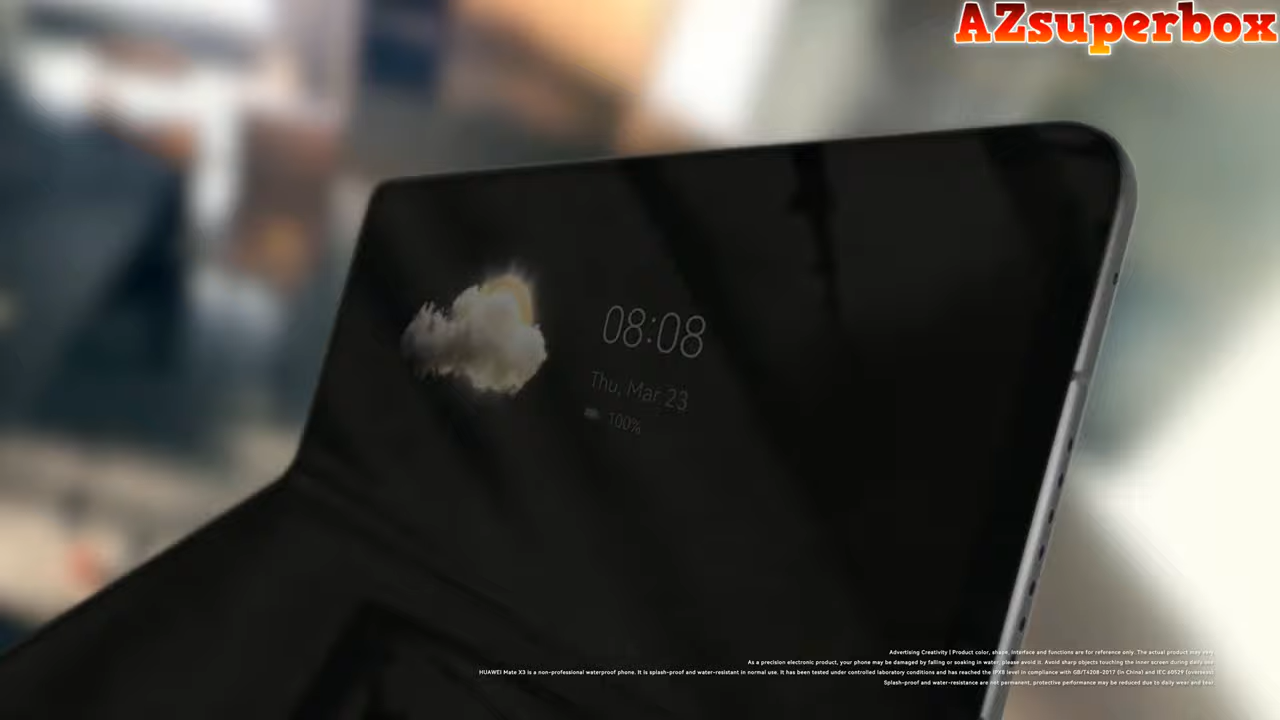 AZsuperbox
08:08
Thu, Mar 23
100%
Advertising Creativity | Product color, shape, interface and functions are for reference only. The actual product may vary.
As a precision electronic product, your phone may be damaged by falling or soaking in water, please avoid it. Avoid sharp objects touching the inner screen during daily use.
HUAWEI Mate X3 is a non-professional waterproof phone. It is splash-proof and water-resistant in normal use. It has been tested under controlled laboratory conditions and has reached the IPX8 level in compliance with GB/T4208-2017 (in China) and IEC 60529 (overseas)
Splash-proof and water-resistance are not permanent, protective performance may be reduced due to daily wear and tear.